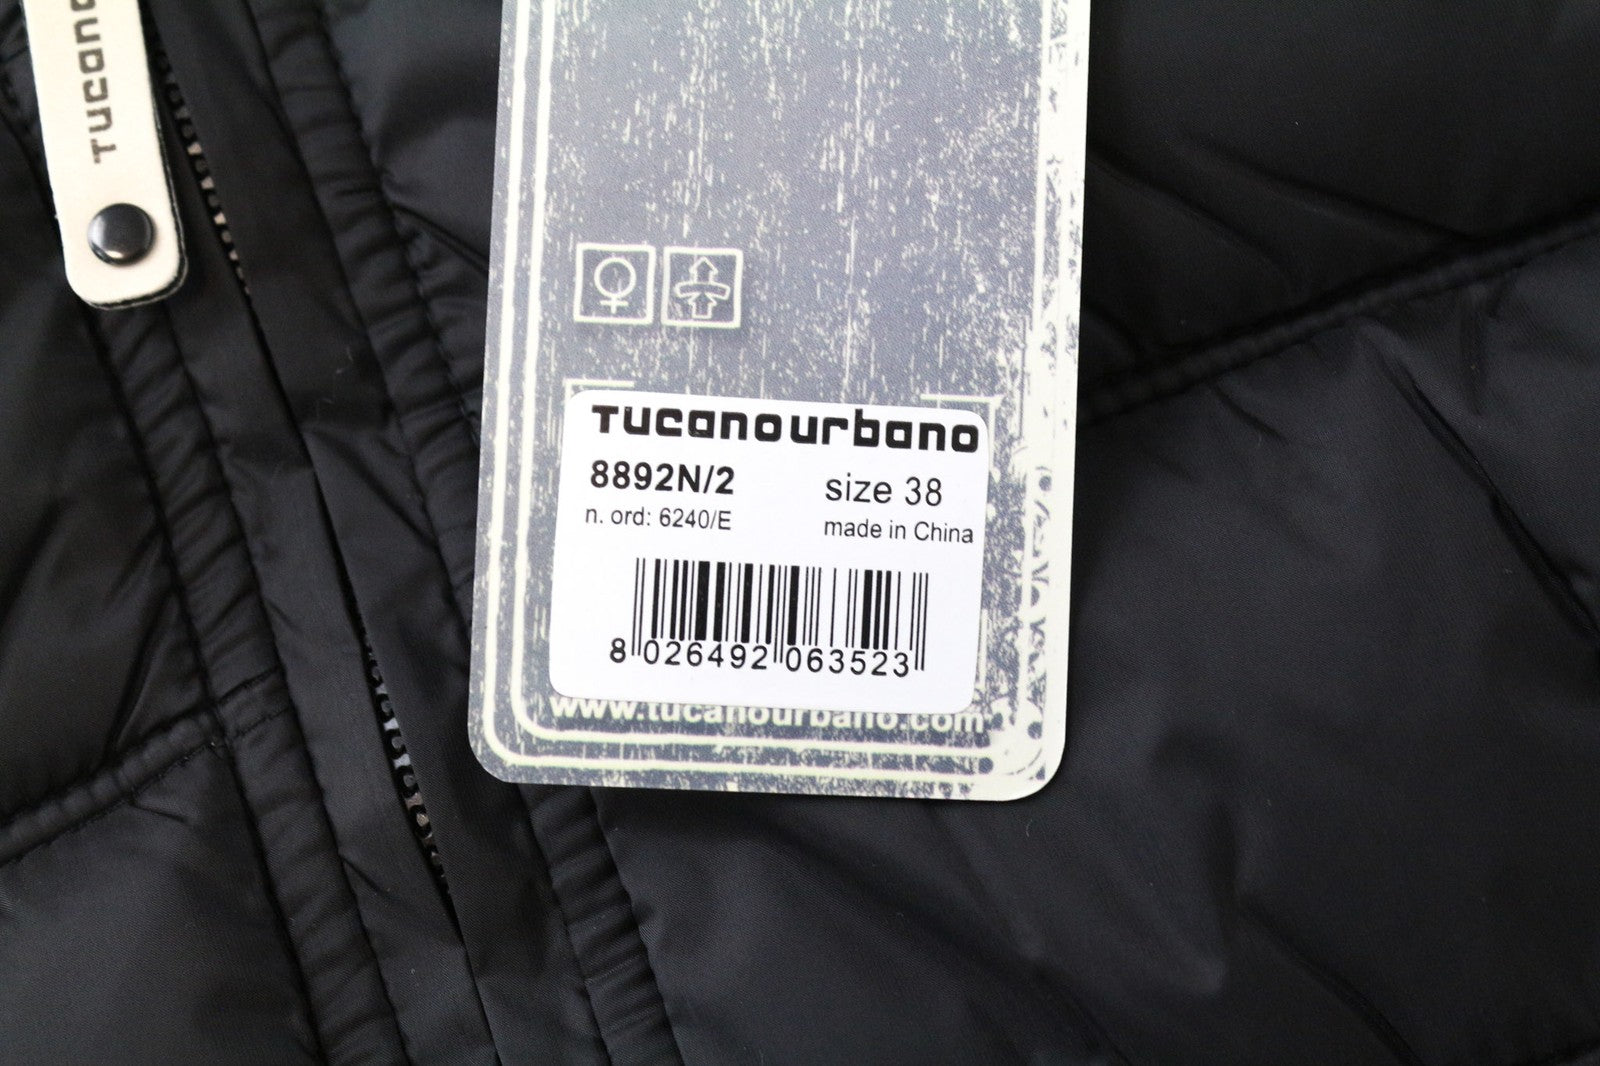 Tucano
Tucanourbano
8892N/2
size 38
n. ord: 6240/E
made in China
8 026492 063523
www.tucanourbano.com